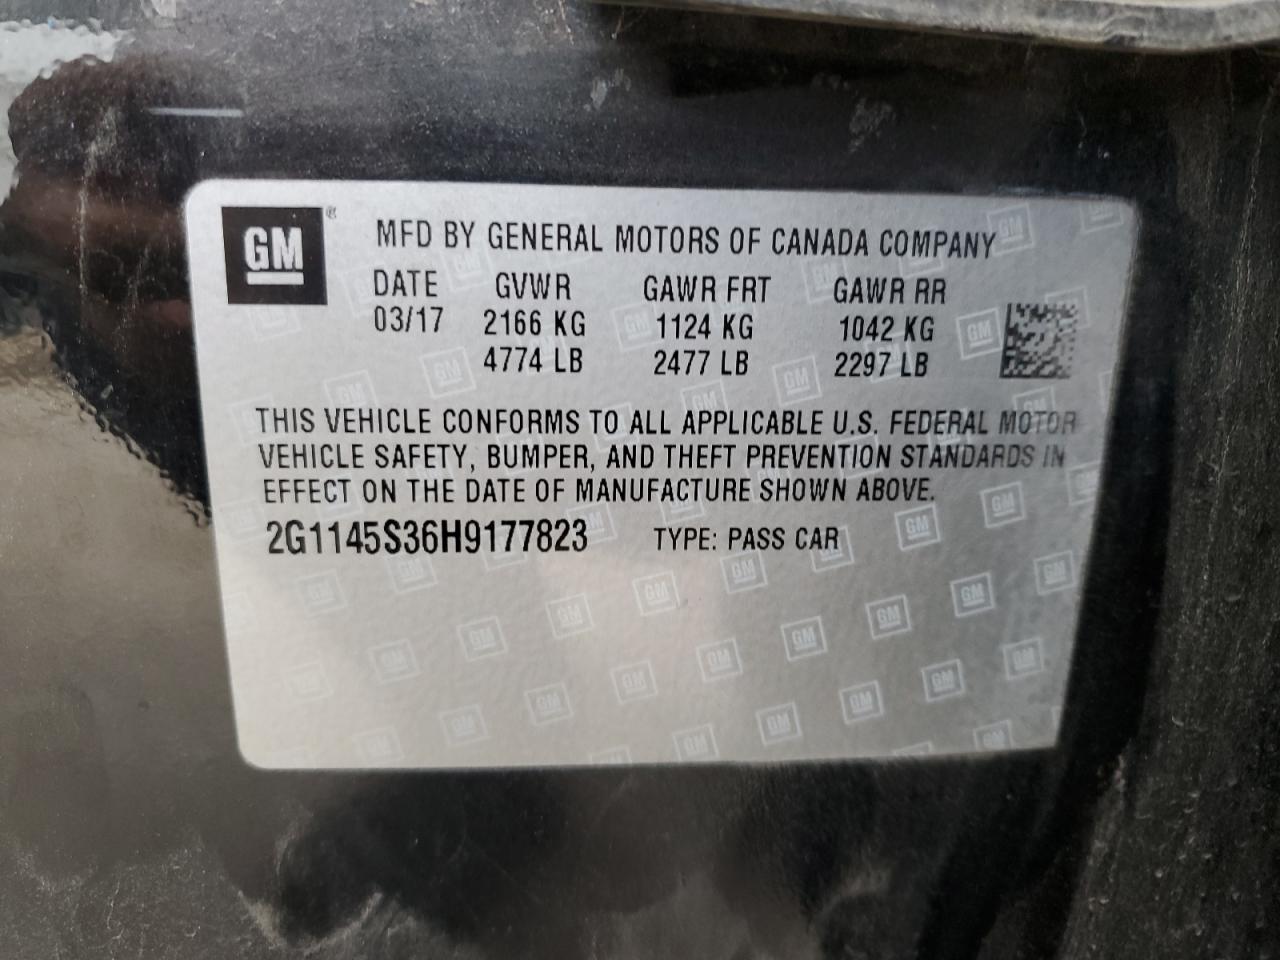 GM®
MFD BY GENERAL MOTORS OF CANADA COMPANY
DATE GVWR GAWR FRT GAWR RR
03/17 2166 KG 1124 KG 1042 KG
4774 LB 2477 LB 2297 LB
THIS VEHICLE CONFORMS TO ALL APPLICABLE U.S. FEDERAL MOTOR
VEHICLE SAFETY, BUMPER, AND THEFT PREVENTION STANDARDS IN
EFFECT ON THE DATE OF MANUFACTURE SHOWN ABOVE.
2G1145S36H9177823 TYPE: PASS CAR